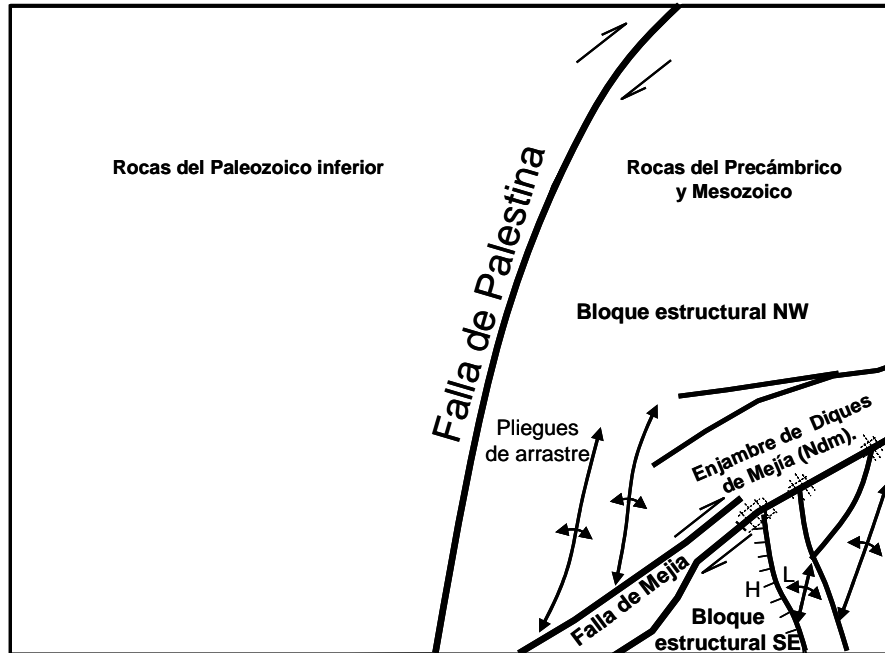 Rocas del Paleozoico inferior
Rocas del Precámbrico
y Mesozoico
Falla de Palestina
Bloque estructural NW
Pliegues
de arrastre
Enjambre de Diques
de Mejía (Ndm).
Falla de Mejia
H
L
Bloque
estructural SE